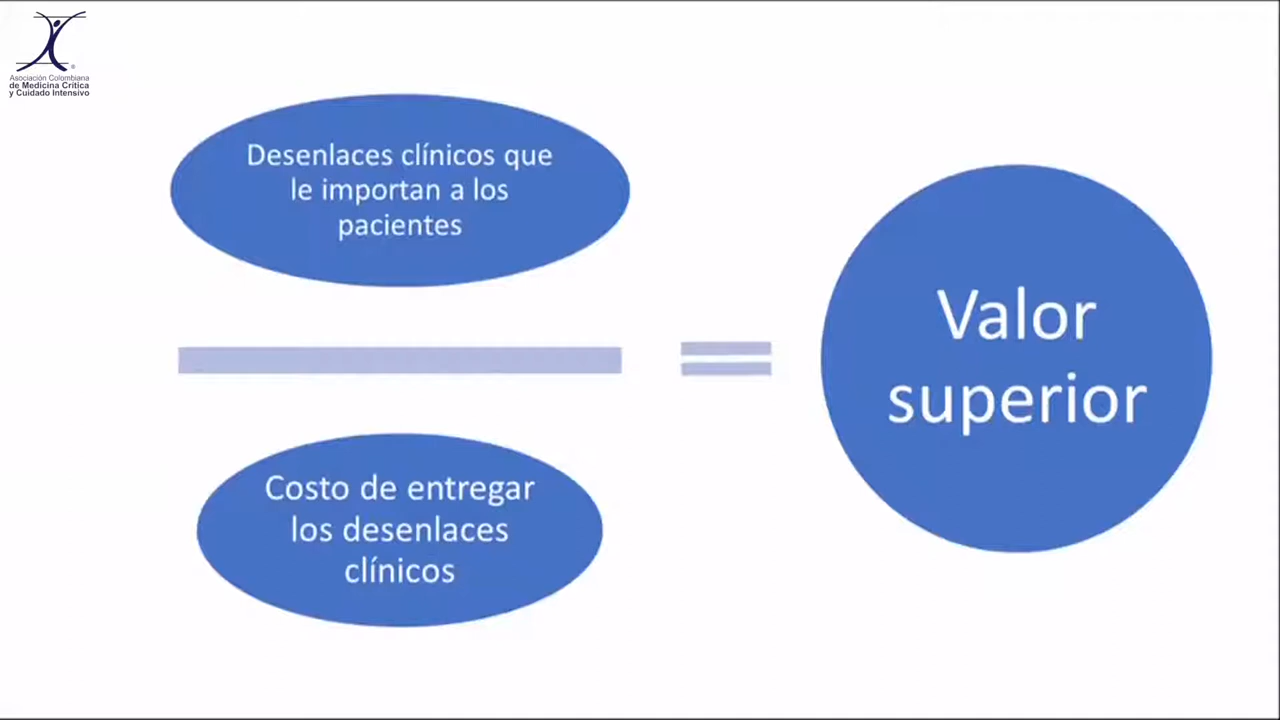 Asociación Colombiana
de Medicina Crítica
y Cuidado Intensivo
Desenlaces clínicos que
le importan a los
pacientes
Costo de entregar
los desenlaces
clínicos
Valor
superior